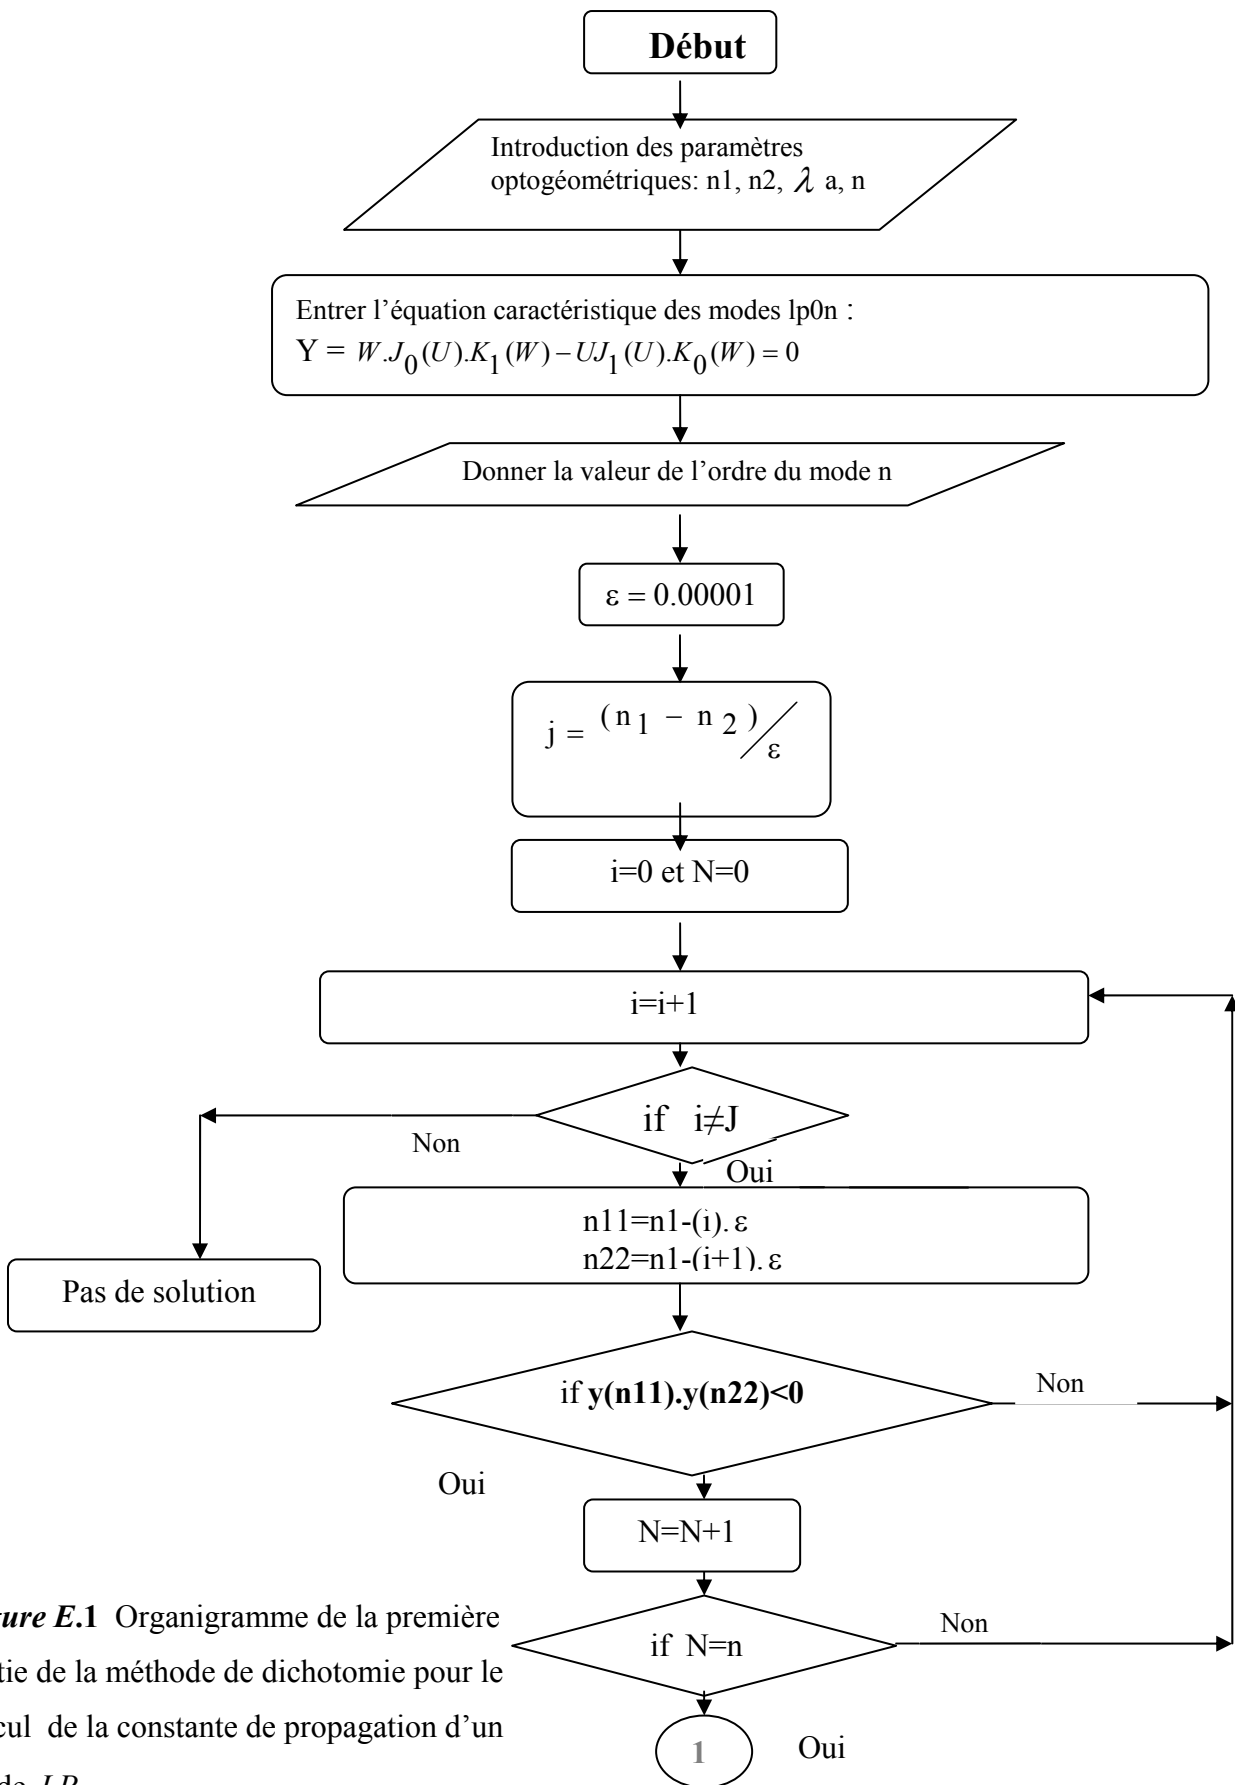 Début
Introduction des paramètres
optogéométriques: n1, n2, λ a, n
Entrer l'équation caractéristique des modes lp0n :
Y = W.J0(U).K1(W) − UJ1(U).K0(W) = 0
Donner la valeur de l'ordre du mode n
ε = 0.00001
j = (n1 − n2)/ε
i=0 et N=0
i=i+1
if i≠J
Non
Oui
n11=n1-(i). ε
n22=n1-(i+1). ε
Pas de solution
if y(n11).y(n22)<0
Non
Oui
N=N+1
if N=n
Non
1
Oui
ure E.1 Organigramme de la première
tie de la méthode de dichotomie pour le
cul de la constante de propagation d'un
de LP